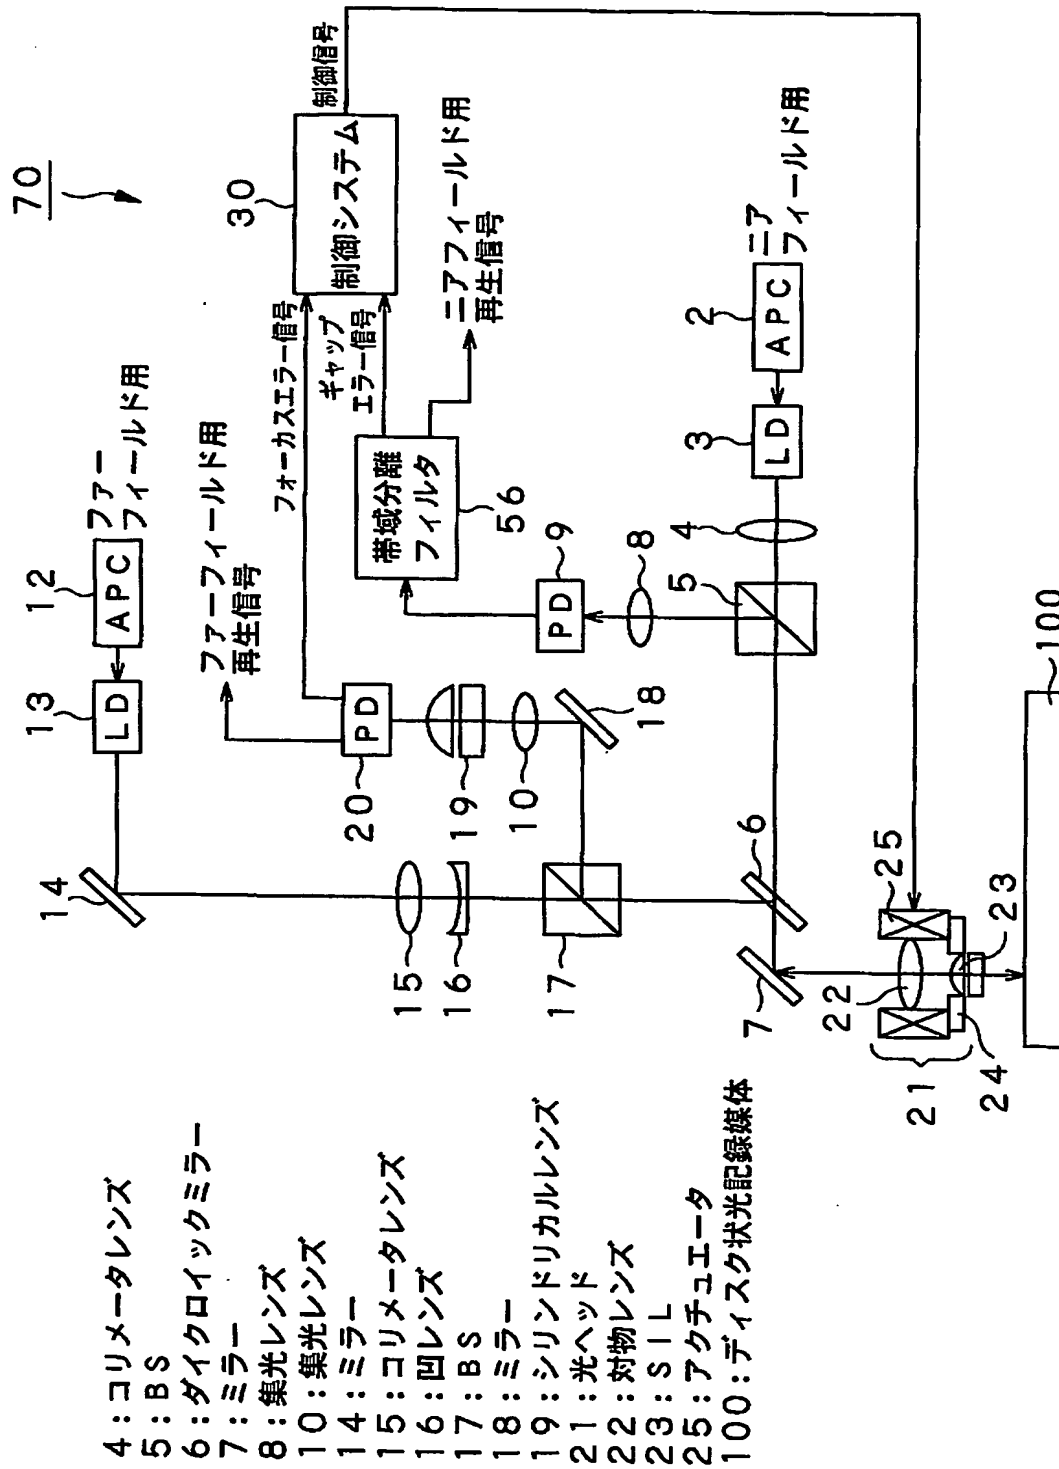 70
12
APC
ファー
フィールド用
13
LD
14
ファーフィールド用
再生信号
フォーカスエラー信号
ギャップ
エラー信号
30
制御システム
制御信号
帯域分離
フィルタ
56
ニアフィールド用
再生信号
PD
20
19
10
18
PD
9
8
2
APC
ニア
フィールド用
3
LD
4
5
15
16
17
6
7
22
25
23
21
24
100
4:コリメータレンズ
5:BS
6:ダイクロイックミラー
7:ミラー
8:集光レンズ
10:集光レンズ
14:ミラー
15:コリメータレンズ
16:凹レンズ
17:BS
18:ミラー
19:シリンドリカルレンズ
21:光ヘッド
22:対物レンズ
23:SIL
25:アクチュエータ
100:ディスク状光記録媒体